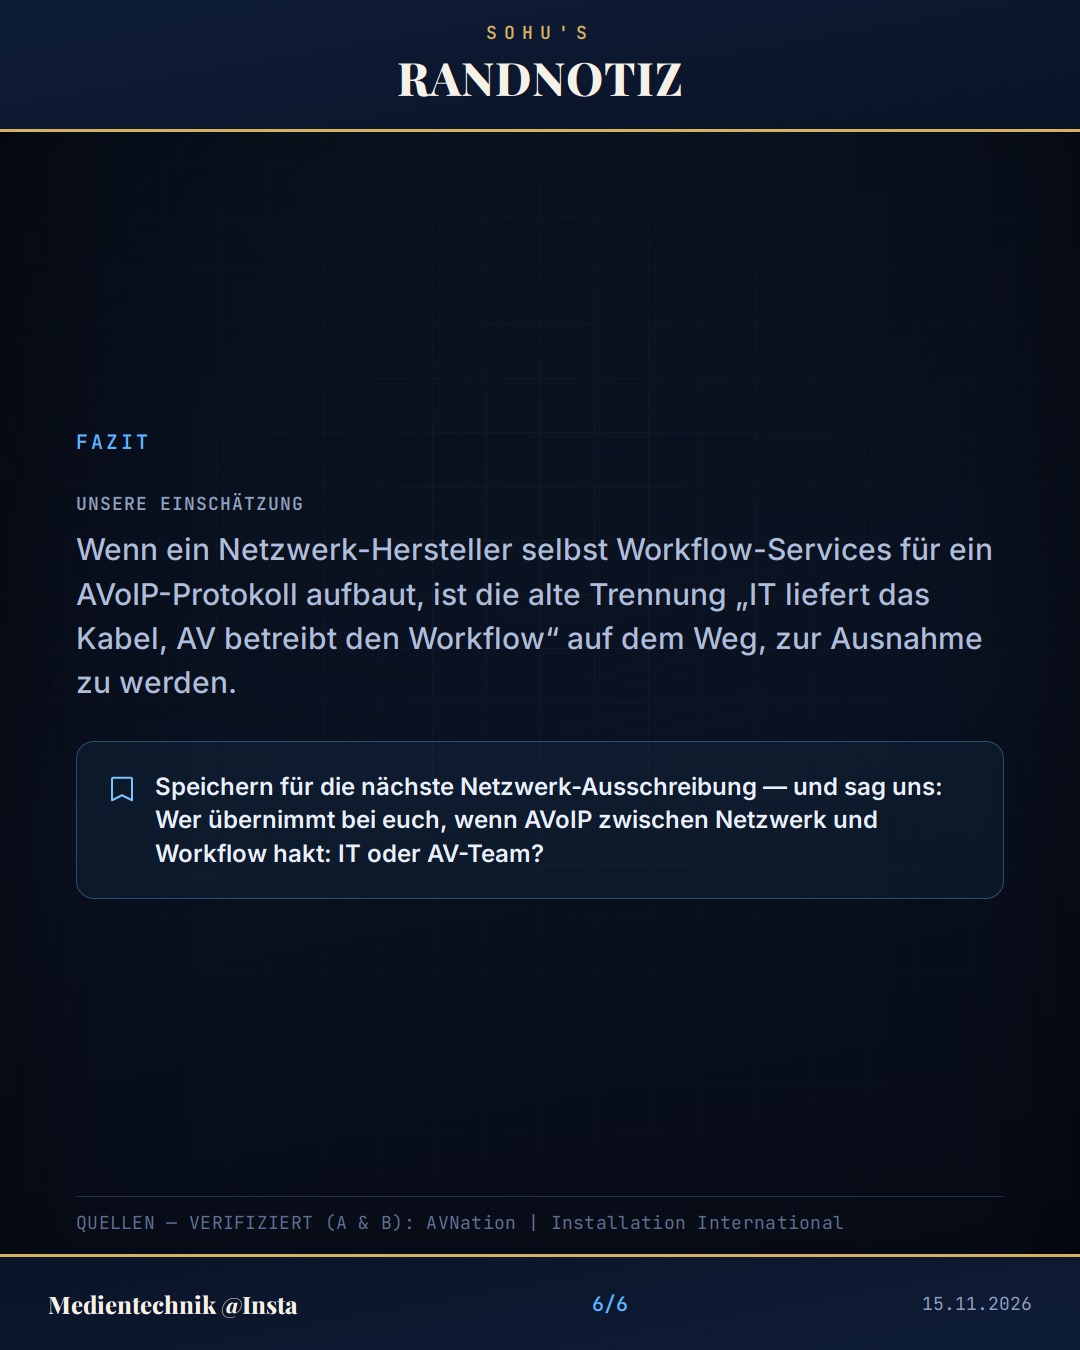 SOHU'S
RANDNOTIZ
FAZIT
UNSERE EINSCHÄTZUNG
Wenn ein Netzwerk-Hersteller selbst Workflow-Services für ein
AVoIP-Protokoll aufbaut, ist die alte Trennung „IT liefert das
Kabel, AV betreibt den Workflow“ auf dem Weg, zur Ausnahme
zu werden.
Speichern für die nächste Netzwerk-Ausschreibung — und sag uns:
Wer übernimmt bei euch, wenn AVoIP zwischen Netzwerk und
Workflow hakt: IT oder AV-Team?
QUELLEN — VERIFIZIERT (A & B): AVNation | Installation International
Medientechnik @Insta
6/6
15.11.2026